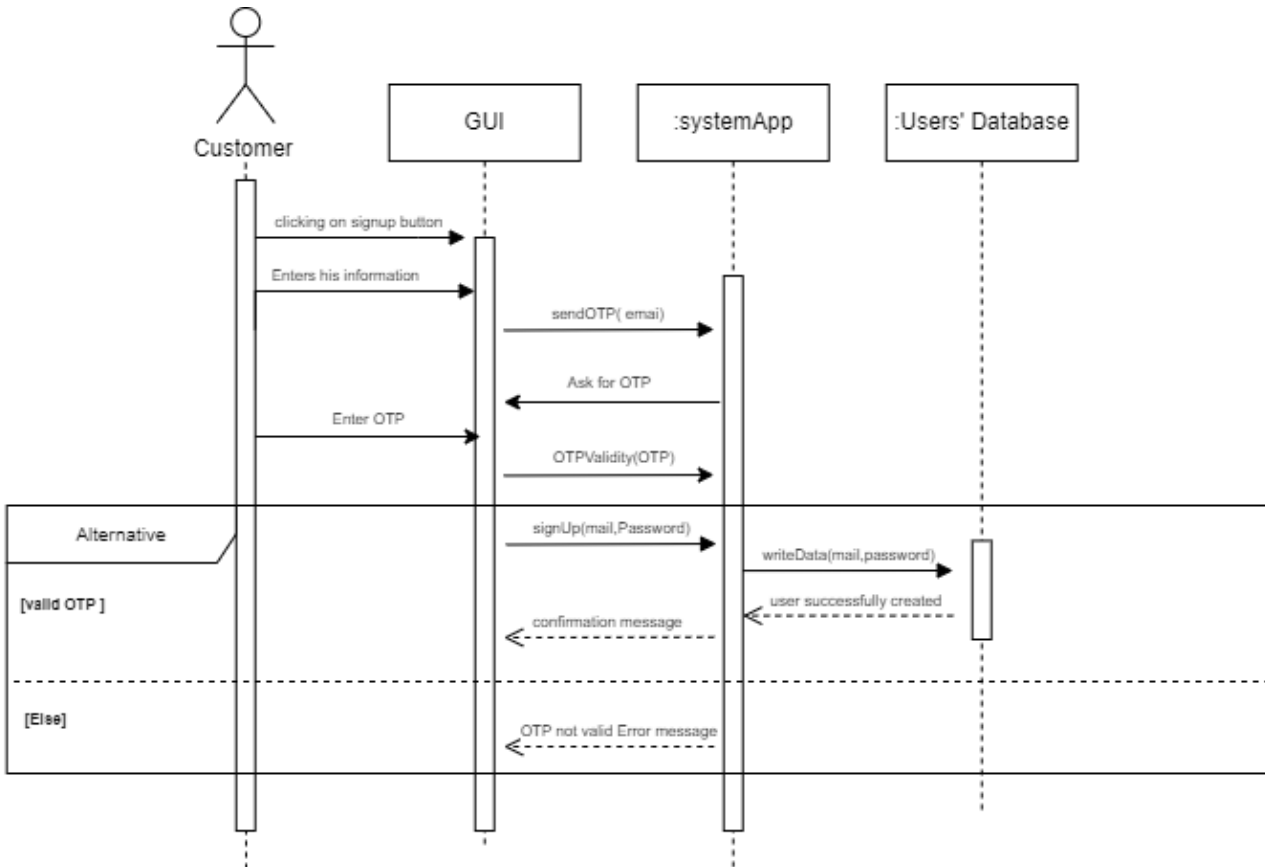 Customer
GUI
:systemApp
:Users' Database
clicking on signup button
Enters his information
sendOTP( emai)
Ask for OTP
Enter OTP
OTPValidity(OTP)
Alternative
signUp(mail,Password)
writeData(mail,password)
[valid OTP ]
user successfully created
confirmation message
[Else]
OTP not valid Error message